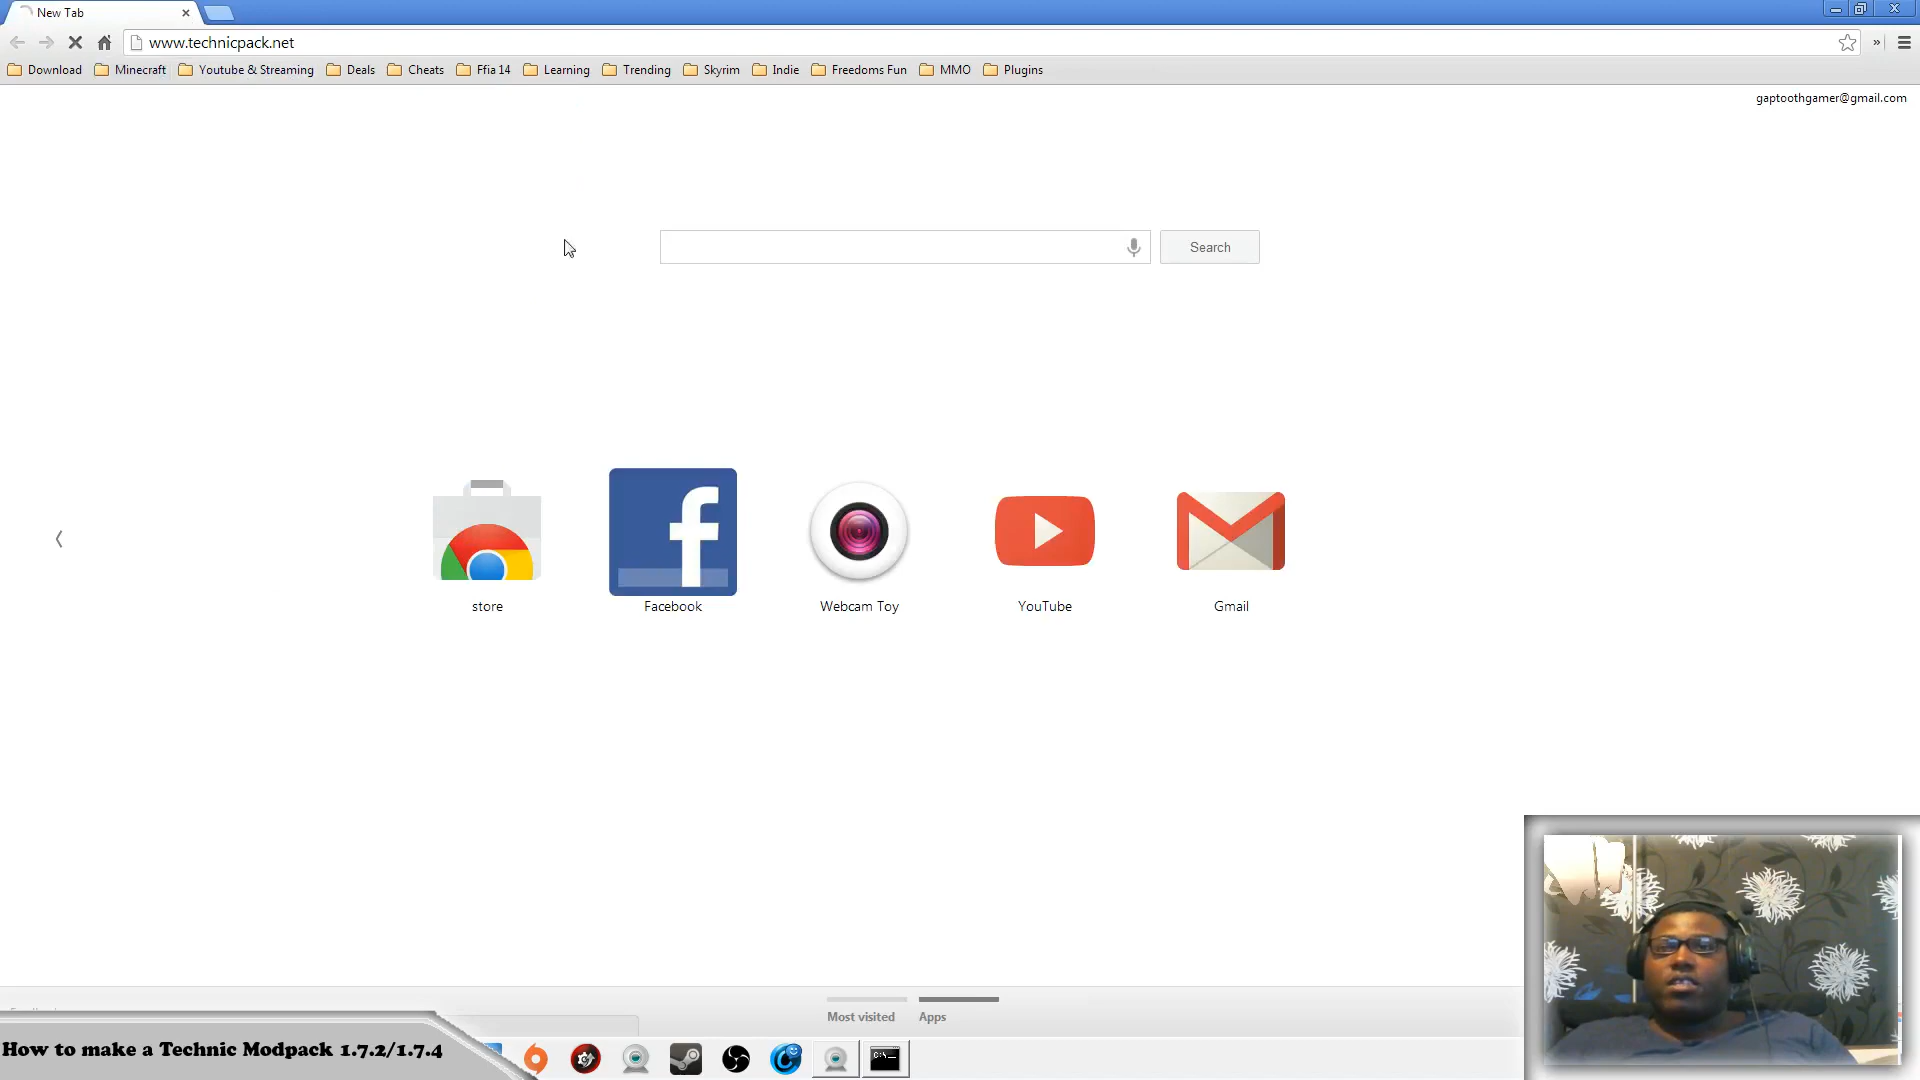 New Tab
www.technicpack.net
Download Minecraft Youtube & Streaming Deals Cheats Ffia 14 Learning Trending Skyrim Indie Freedoms Fun MMO Plugins
gaptoothgamer@gmail.com
Search
store Facebook Webcam Toy YouTube Gmail
Most visited Apps
How to make a Technic Modpack 1.7.2/1.7.4